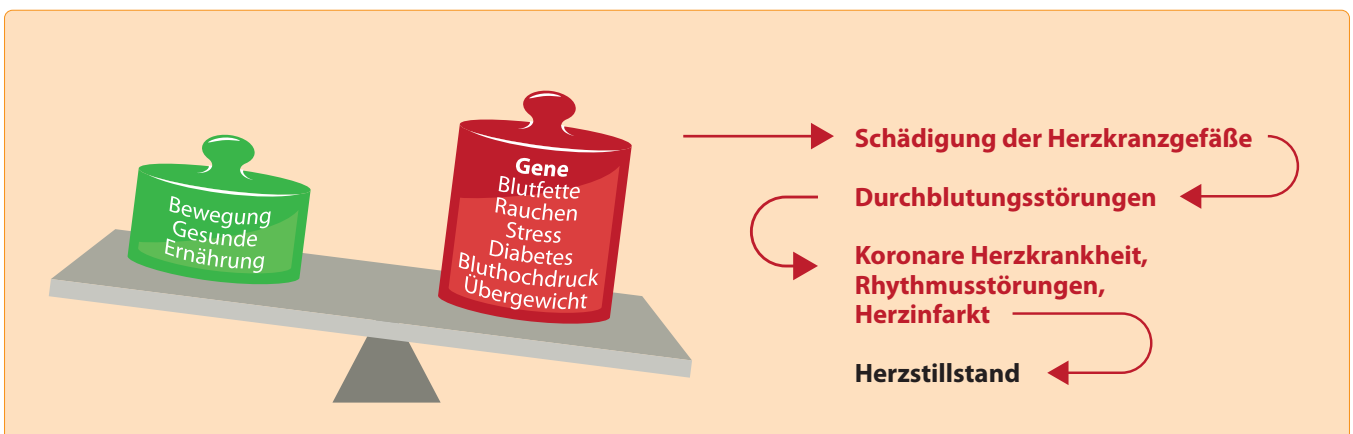 Bewegung
Gesunde
Ernährung
Gene
Blutfette
Rauchen
Stress
Diabetes
Bluthochdruck
Übergewicht
Schädigung der Herzkranzgefäße
Durchblutungsstörungen
Koronare Herzkrankheit,
Rhythmusstörungen,
Herzinfarkt
Herzstillstand